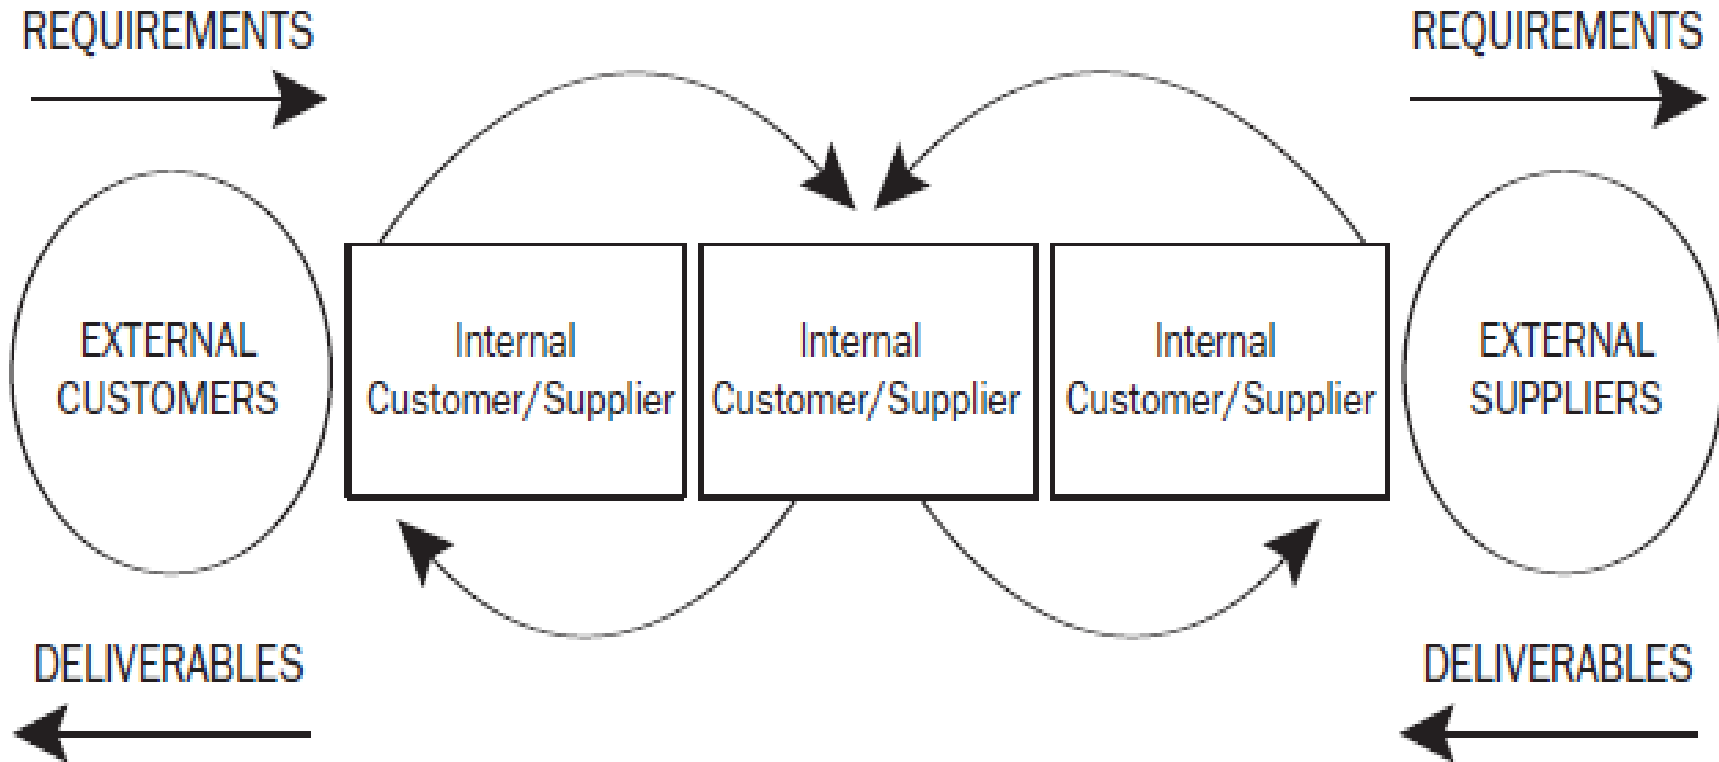 REQUIREMENTS
REQUIREMENTS
EXTERNAL
CUSTOMERS
Internal
Customer/Supplier
Internal
Customer/Supplier
Internal
Customer/Supplier
EXTERNAL
SUPPLIERS
DELIVERABLES
DELIVERABLES